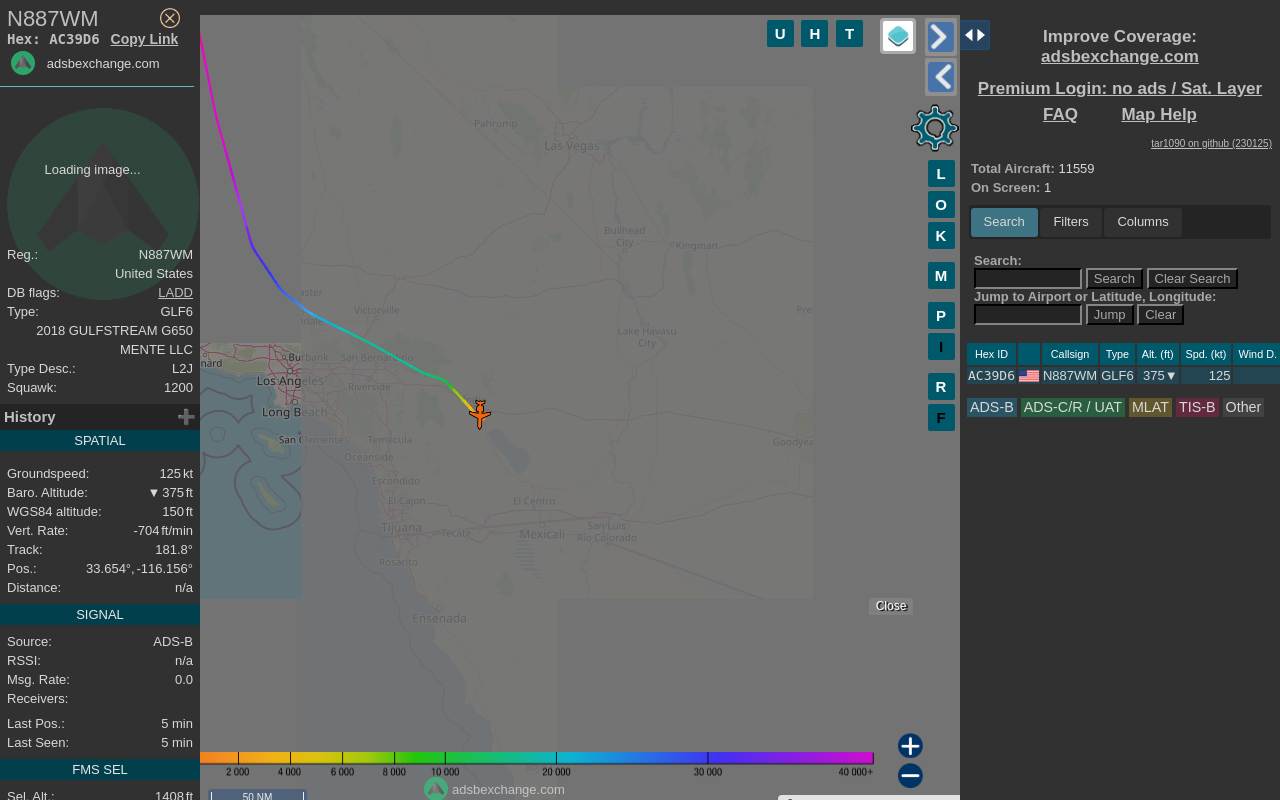 N887WM
Hex: AC39D6 Copy Link
adsbexchange.com
Loading image...
Reg.: N887WM
United States
DB flags: LADD
Type: GLF6
2018 GULFSTREAM G650
MENTE LLC
Type Desc.: L2J
Squawk: 1200
History
SPATIAL
Groundspeed: 125 kt
Baro. Altitude: ▼ 375 ft
WGS84 altitude: 150 ft
Vert. Rate: -704 ft/min
Track: 181.8°
Pos.: 33.654°, -116.156°
Distance: n/a
SIGNAL
Source: ADS-B
RSSI: n/a
Msg. Rate: 0.0
Receivers:
Last Pos.: 5 min
Last Seen: 5 min
FMS SEL
Sel. Alt.: 1408 ft
U H T
L
O
K
M
P
I
R
F
Pahrump
Las Vegas
Bullhead
City
Kingman
Victorville
Lake Havasu
City
Burbank
San Bernardino
Los Angeles
Riverside
Long Beach
San Clemente
Temecula
Oceanside
Escondido
Goodyea
El Cajon
El Centro
Tijuana
Tecate
Mexicali
San Luis
Río Colorado
Rosarito
Ensenada
Close
2 000 4 000 6 000 8 000 10 000 20 000 30 000 40 000+
adsbexchange.com
50 NM
Improve Coverage:
adsbexchange.com
Premium Login: no ads / Sat. Layer
FAQ Map Help
tar1090 on github (230125)
Total Aircraft: 11559
On Screen: 1
Search Filters Columns
Search:
Search Clear Search
Jump to Airport or Latitude, Longitude:
Jump Clear
Hex ID Callsign Type Alt. (ft) Spd. (kt) Wind D.
AC39D6 N887WM GLF6 375▼ 125
ADS-B ADS-C/R / UAT MLAT TIS-B Other